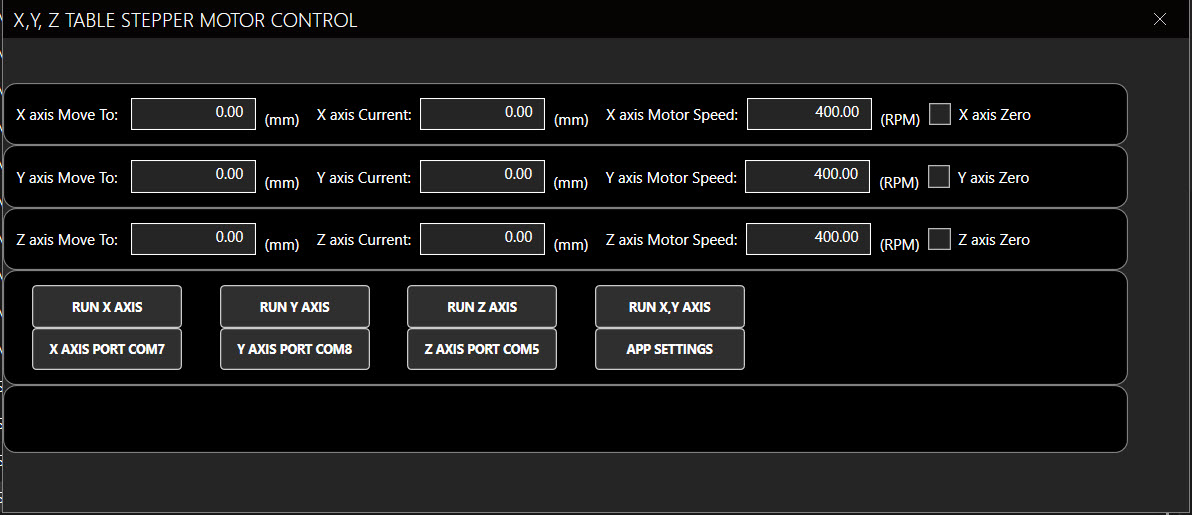 X,Y, Z TABLE STEPPER MOTOR CONTROL
X axis Move To: 0.00 (mm) X axis Current: 0.00 (mm) X axis Motor Speed: 400.00 (RPM) X axis Zero
Y axis Move To: 0.00 (mm) Y axis Current: 0.00 (mm) Y axis Motor Speed: 400.00 (RPM) Y axis Zero
Z axis Move To: 0.00 (mm) Z axis Current: 0.00 (mm) Z axis Motor Speed: 400.00 (RPM) Z axis Zero
RUN X AXIS RUN Y AXIS RUN Z AXIS RUN X,Y AXIS
X AXIS PORT COM7 Y AXIS PORT COM8 Z AXIS PORT COM5 APP SETTINGS